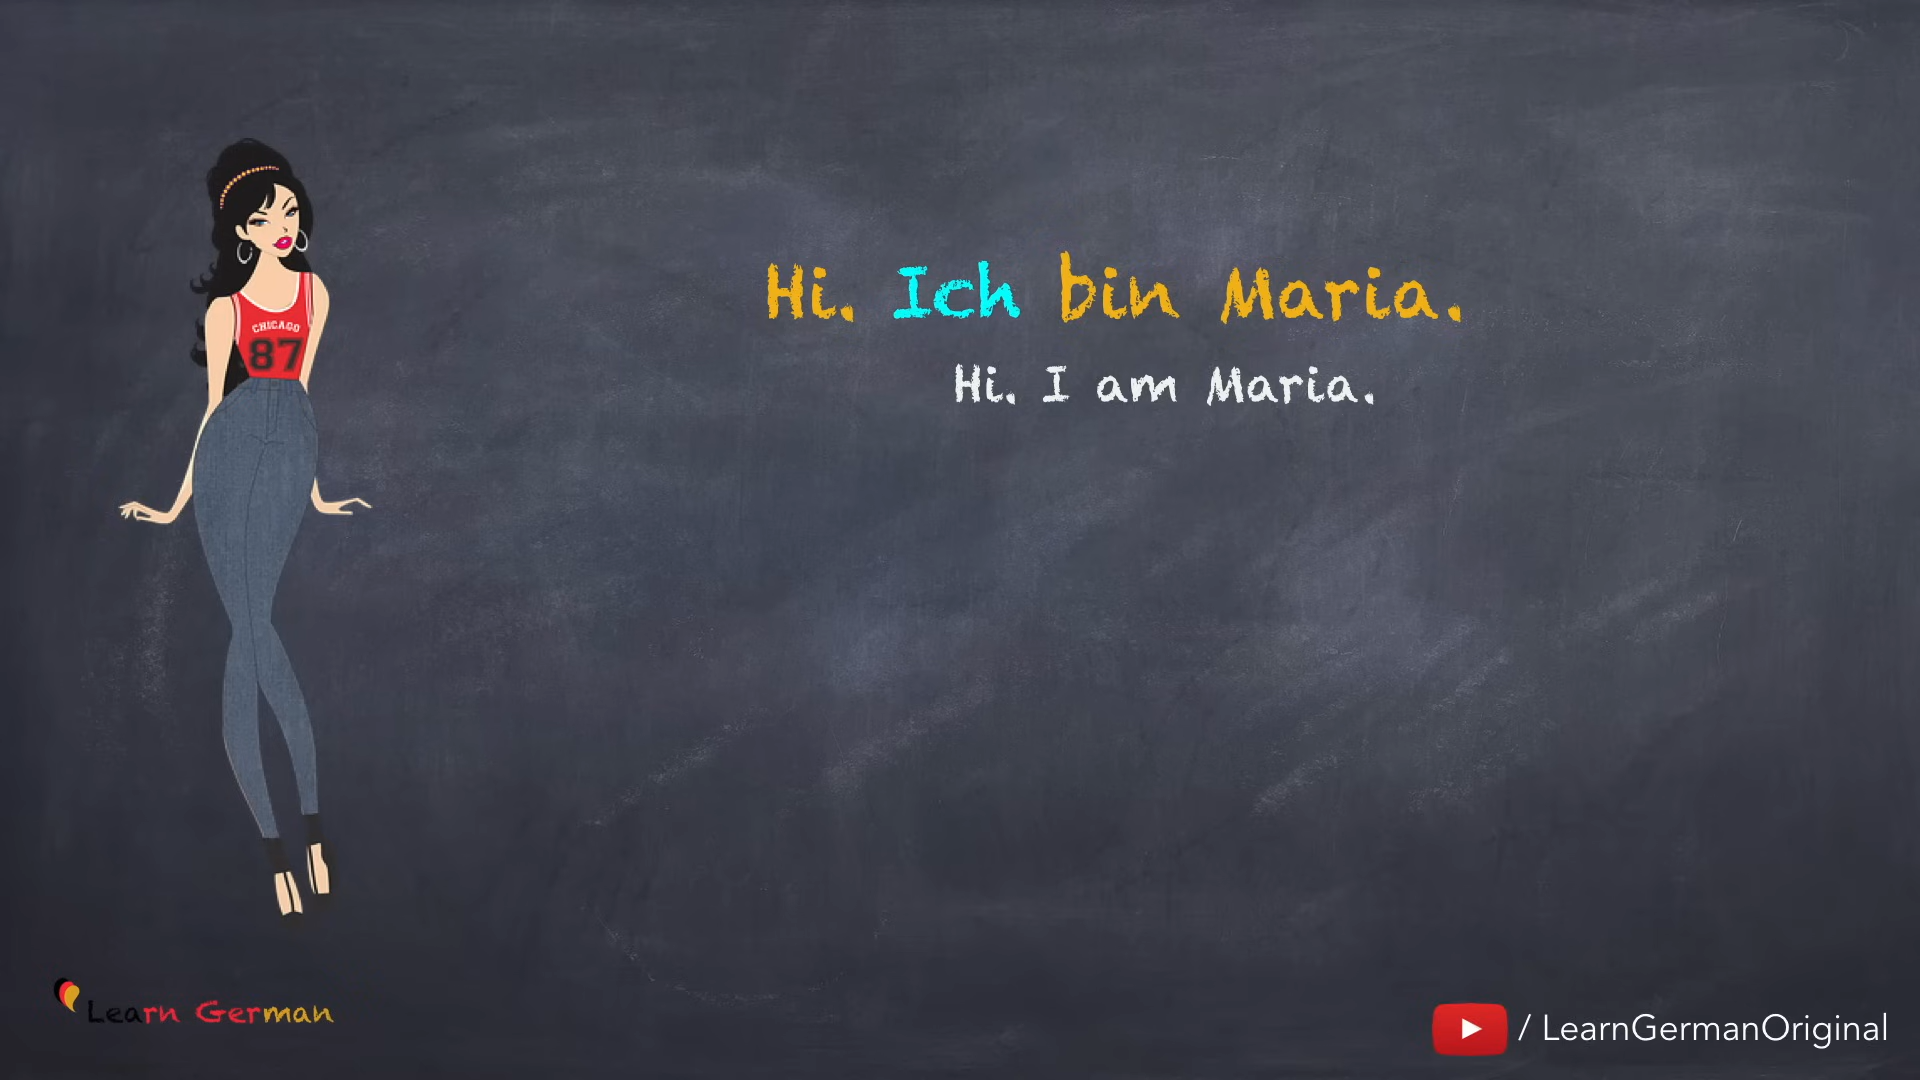 Hi. Ich bin Maria.
Hi. I am Maria.
CHICAGO
87
Learn German
/ LearnGermanOriginal